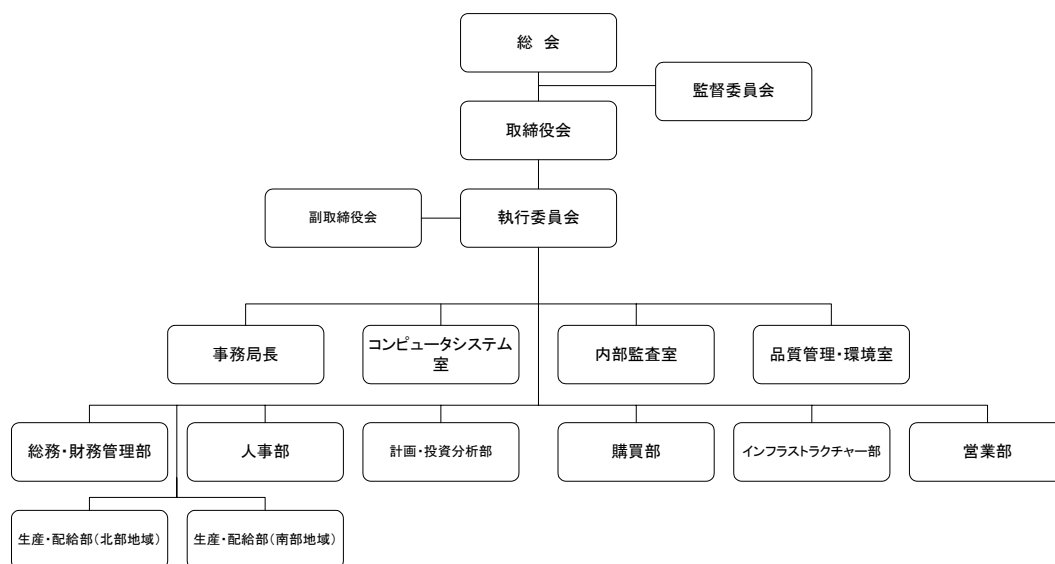 総 会
監督委員会
取締役会
副取締役会
執行委員会
事務局長
コンピュータシステム
室
内部監査室
品質管理・環境室
総務・財務管理部
人事部
計画・投資分析部
購買部
インフラストラクチャー部
営業部
生産・配給部(北部地域)
生産・配給部(南部地域)